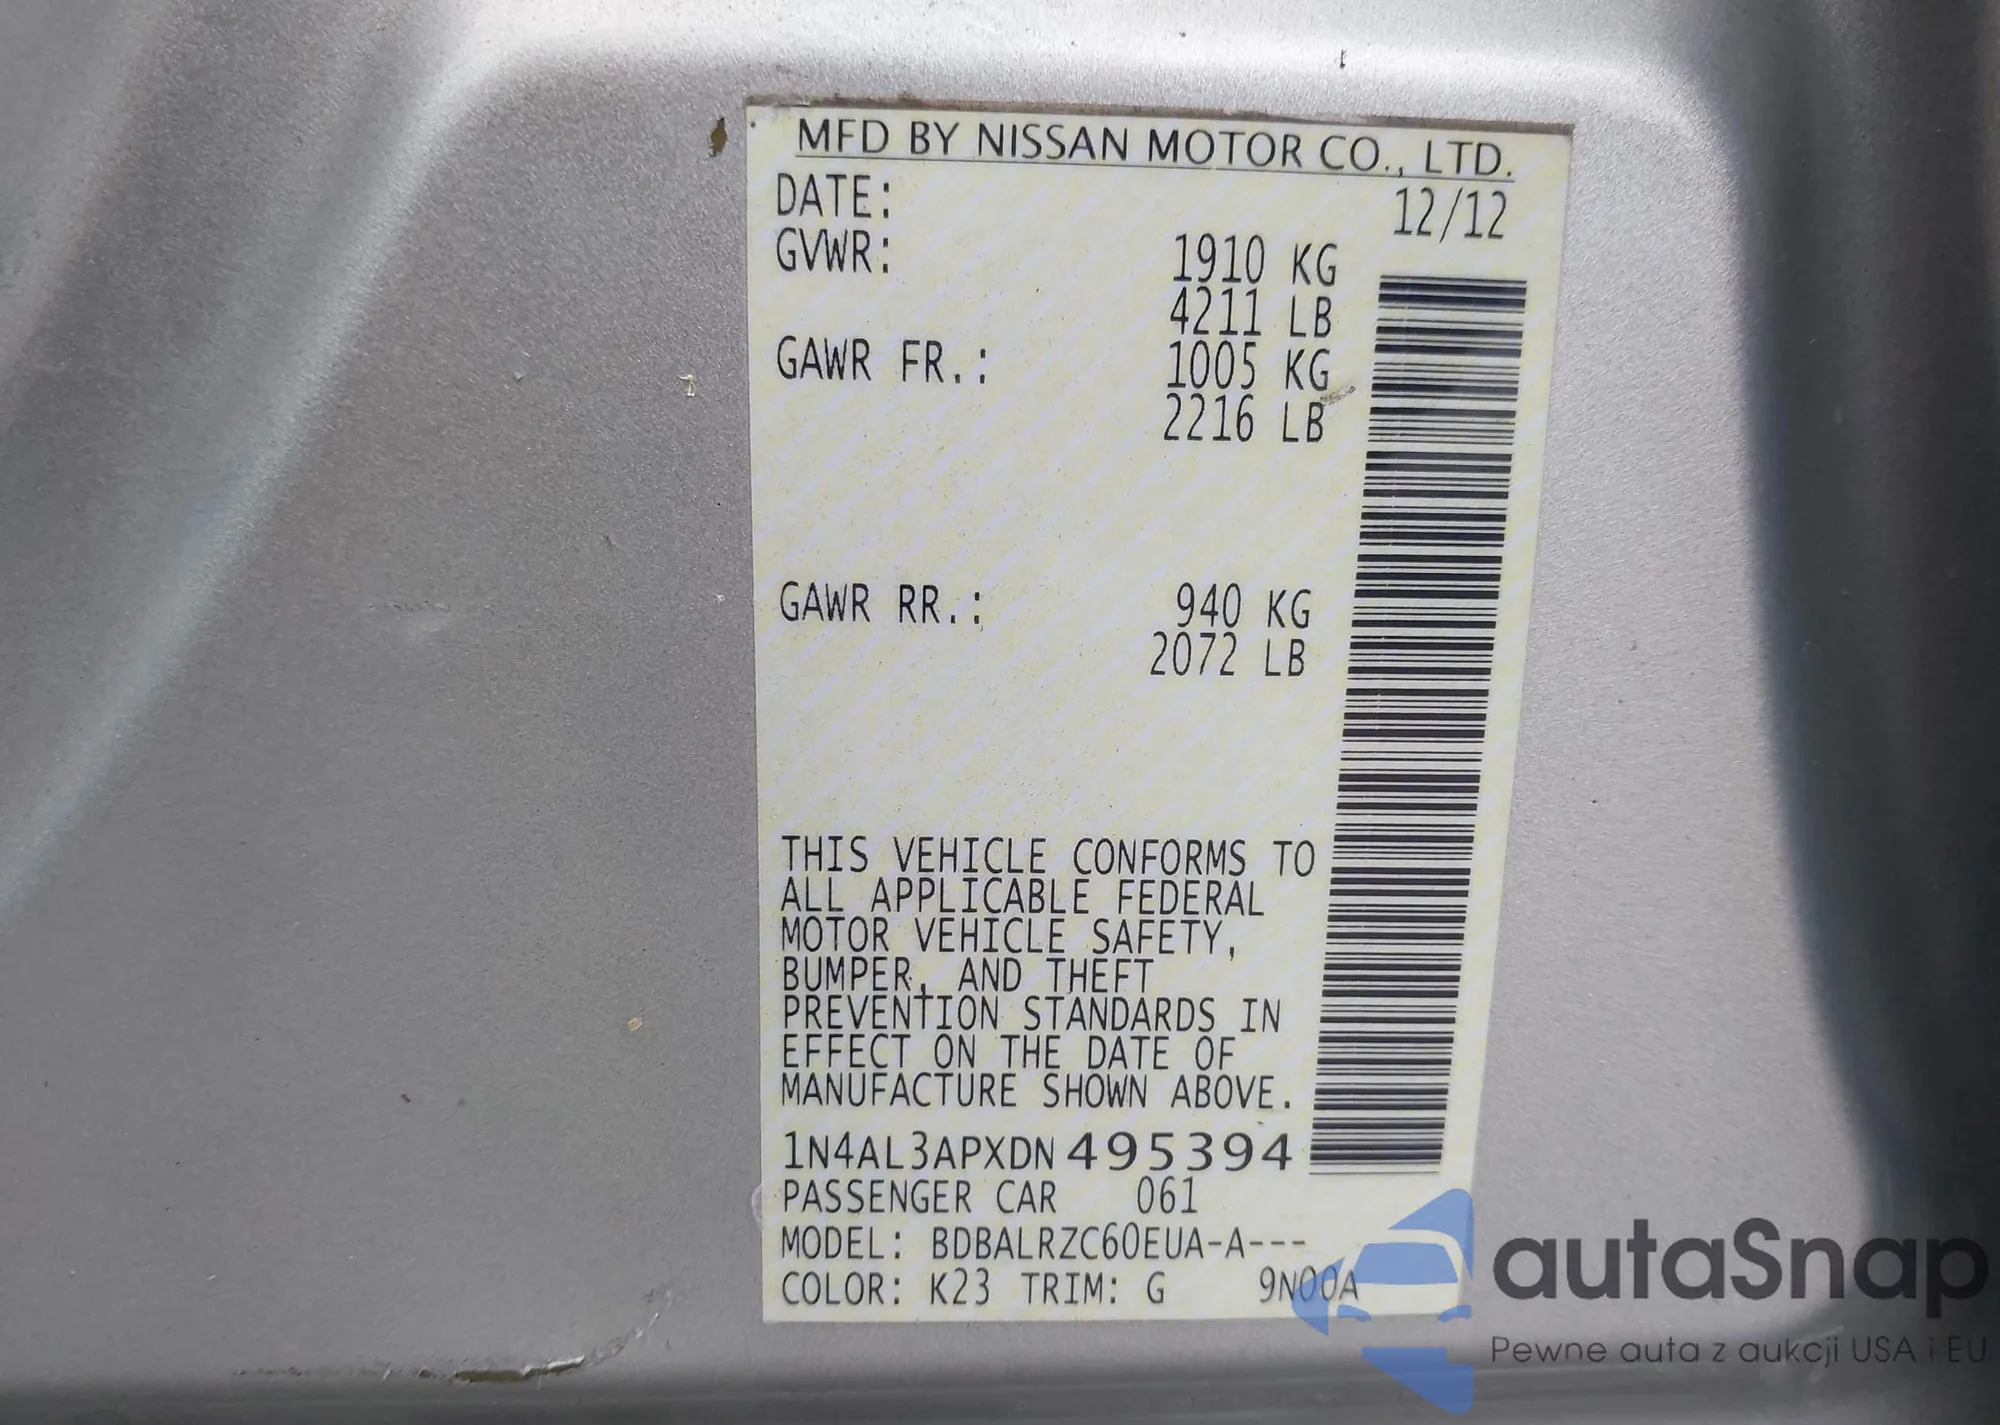 MFD BY NISSAN MOTOR CO., LTD.
DATE: 12/12
GVWR: 1910 KG
4211 LB
GAWR FR.: 1005 KG
2216 LB
GAWR RR.: 940 KG
2072 LB
THIS VEHICLE CONFORMS TO
ALL APPLICABLE FEDERAL
MOTOR VEHICLE SAFETY,
BUMPER, AND THEFT
PREVENTION STANDARDS IN
EFFECT ON THE DATE OF
MANUFACTURE SHOWN ABOVE.
1N4AL3APXDN495394
PASSENGER CAR 061
MODEL: BDBALRZC60EUA-A---
COLOR: K23 TRIM: G 9N00A
autaSnap
Pewne auta z aukcji USA i EU